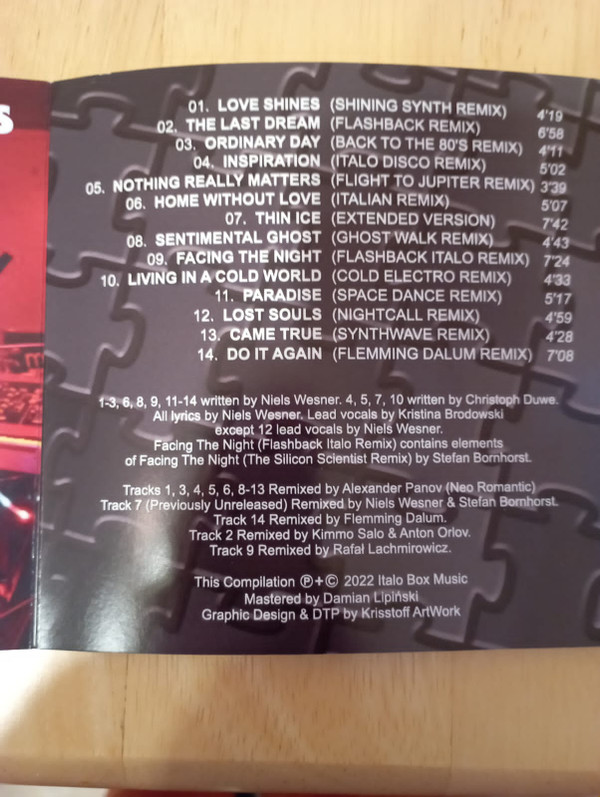 S
01. LOVE SHINES (SHINING SYNTH REMIX) 4'19
02. THE LAST DREAM (FLASHBACK REMIX) 6'58
03. ORDINARY DAY (BACK TO THE 80'S REMIX) 4'11
04. INSPIRATION (ITALO DISCO REMIX) 5'02
05. NOTHING REALLY MATTERS (FLIGHT TO JUPITER REMIX) 3'39
06. HOME WITHOUT LOVE (ITALIAN REMIX) 5'07
07. THIN ICE (EXTENDED VERSION) 7'42
08. SENTIMENTAL GHOST (GHOST WALK REMIX) 4'43
09. FACING THE NIGHT (FLASHBACK ITALO REMIX) 7'24
10. LIVING IN A COLD WORLD (COLD ELECTRO REMIX) 4'33
11. PARADISE (SPACE DANCE REMIX) 5'17
12. LOST SOULS (NIGHTCALL REMIX) 4'59
13. CAME TRUE (SYNTHWAVE REMIX) 4'28
14. DO IT AGAIN (FLEMMING DALUM REMIX) 7'08
1-3, 6, 8, 9, 11-14 written by Niels Wesner. 4, 5, 7, 10 written by Christoph Duwe.
All lyrics by Niels Wesner. Lead vocals by Kristina Brodowski
except 12 lead vocals by Niels Wesner.
Facing The Night (Flashback Italo Remix) contains elements
of Facing The Night (The Silicon Scientist Remix) by Stefan Bornhorst.
Tracks 1, 3, 4, 5, 6, 8-13 Remixed by Alexander Panov (Neo Romantic)
Track 7 (Previously Unreleased) Remixed by Niels Wesner & Stefan Bornhorst.
Track 14 Remixed by Flemming Dalum.
Track 2 Remixed by Kimmo Salo & Anton Orlov.
Track 9 Remixed by Rafał Lachmirowicz.
This Compilation ℗+© 2022 Italo Box Music
Mastered by Damian Lipiński
Graphic Design & DTP by Krisstoff ArtWork